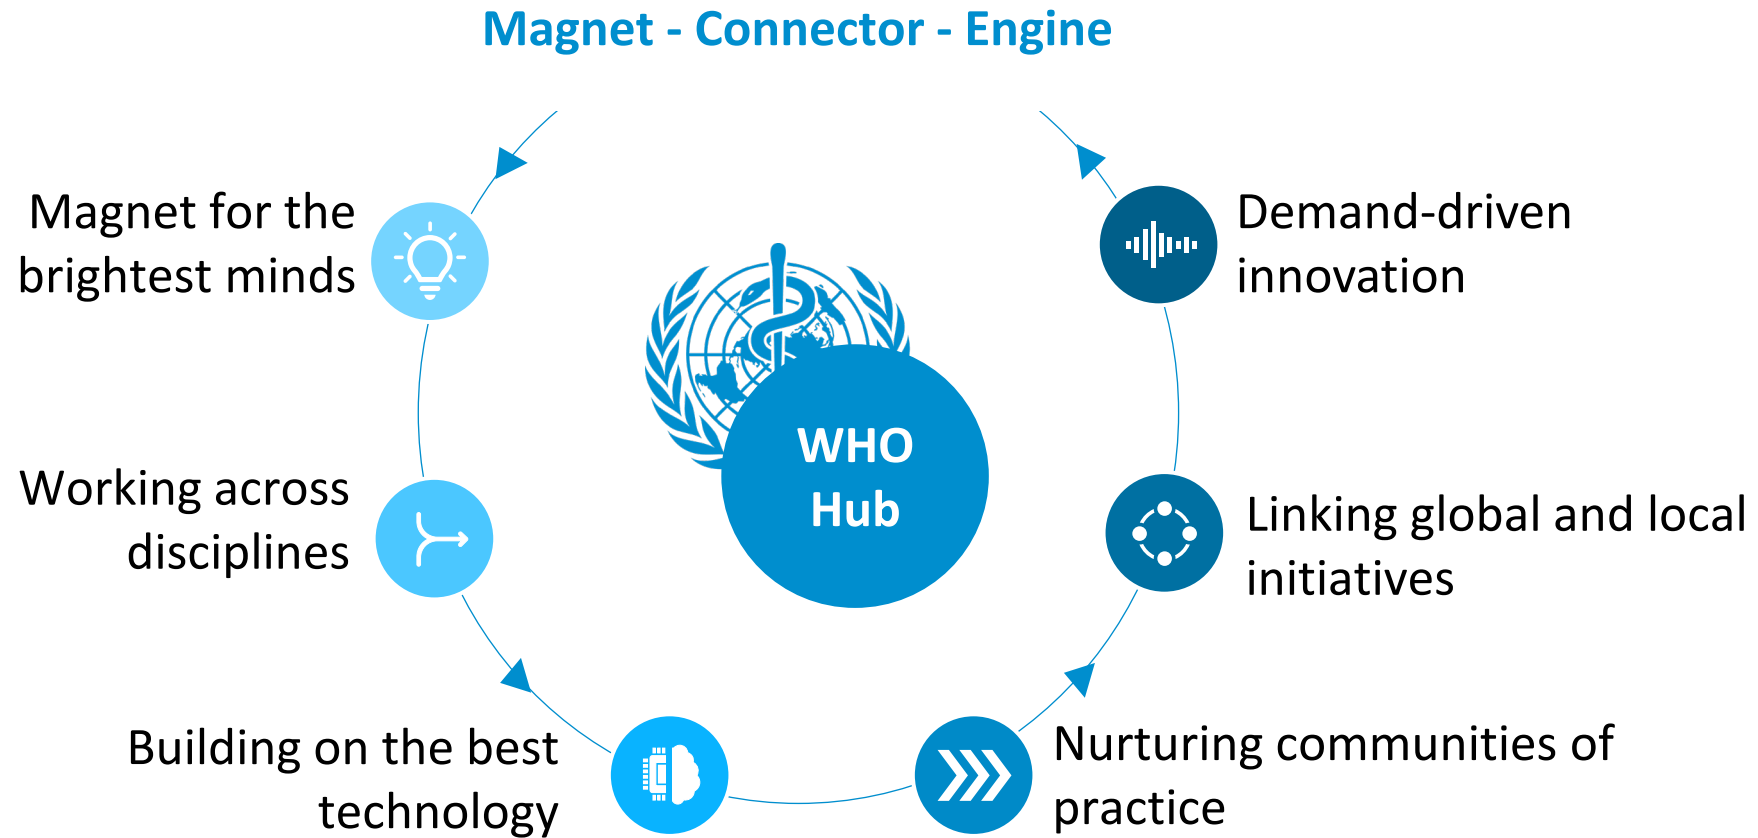 Magnet - Connector - Engine
Magnet for the
brightest minds
Working across
disciplines
Building on the best
technology
WHO
Hub
Demand-driven
innovation
Linking global and local
initiatives
Nurturing communities of
practice